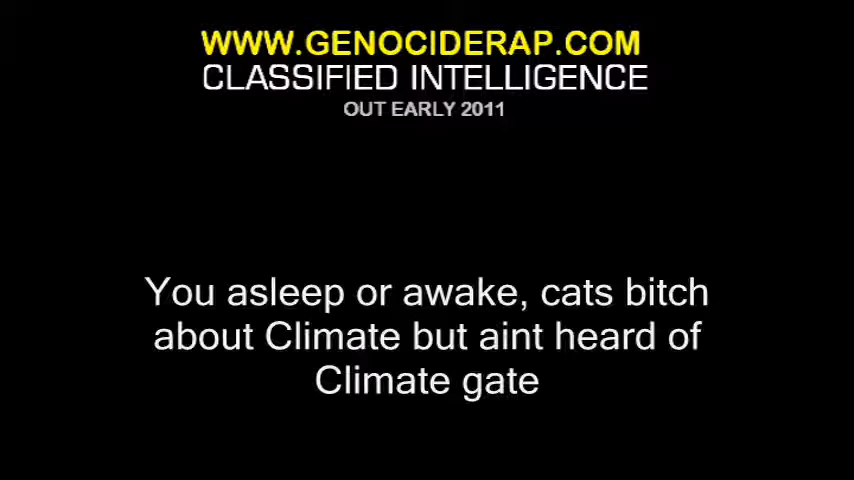 WWW.GENOCIDERAP.COM
CLASSIFIED INTELLIGENCE
OUT EARLY 2011
You asleep or awake, cats bitch
about Climate but aint heard of
Climate gate